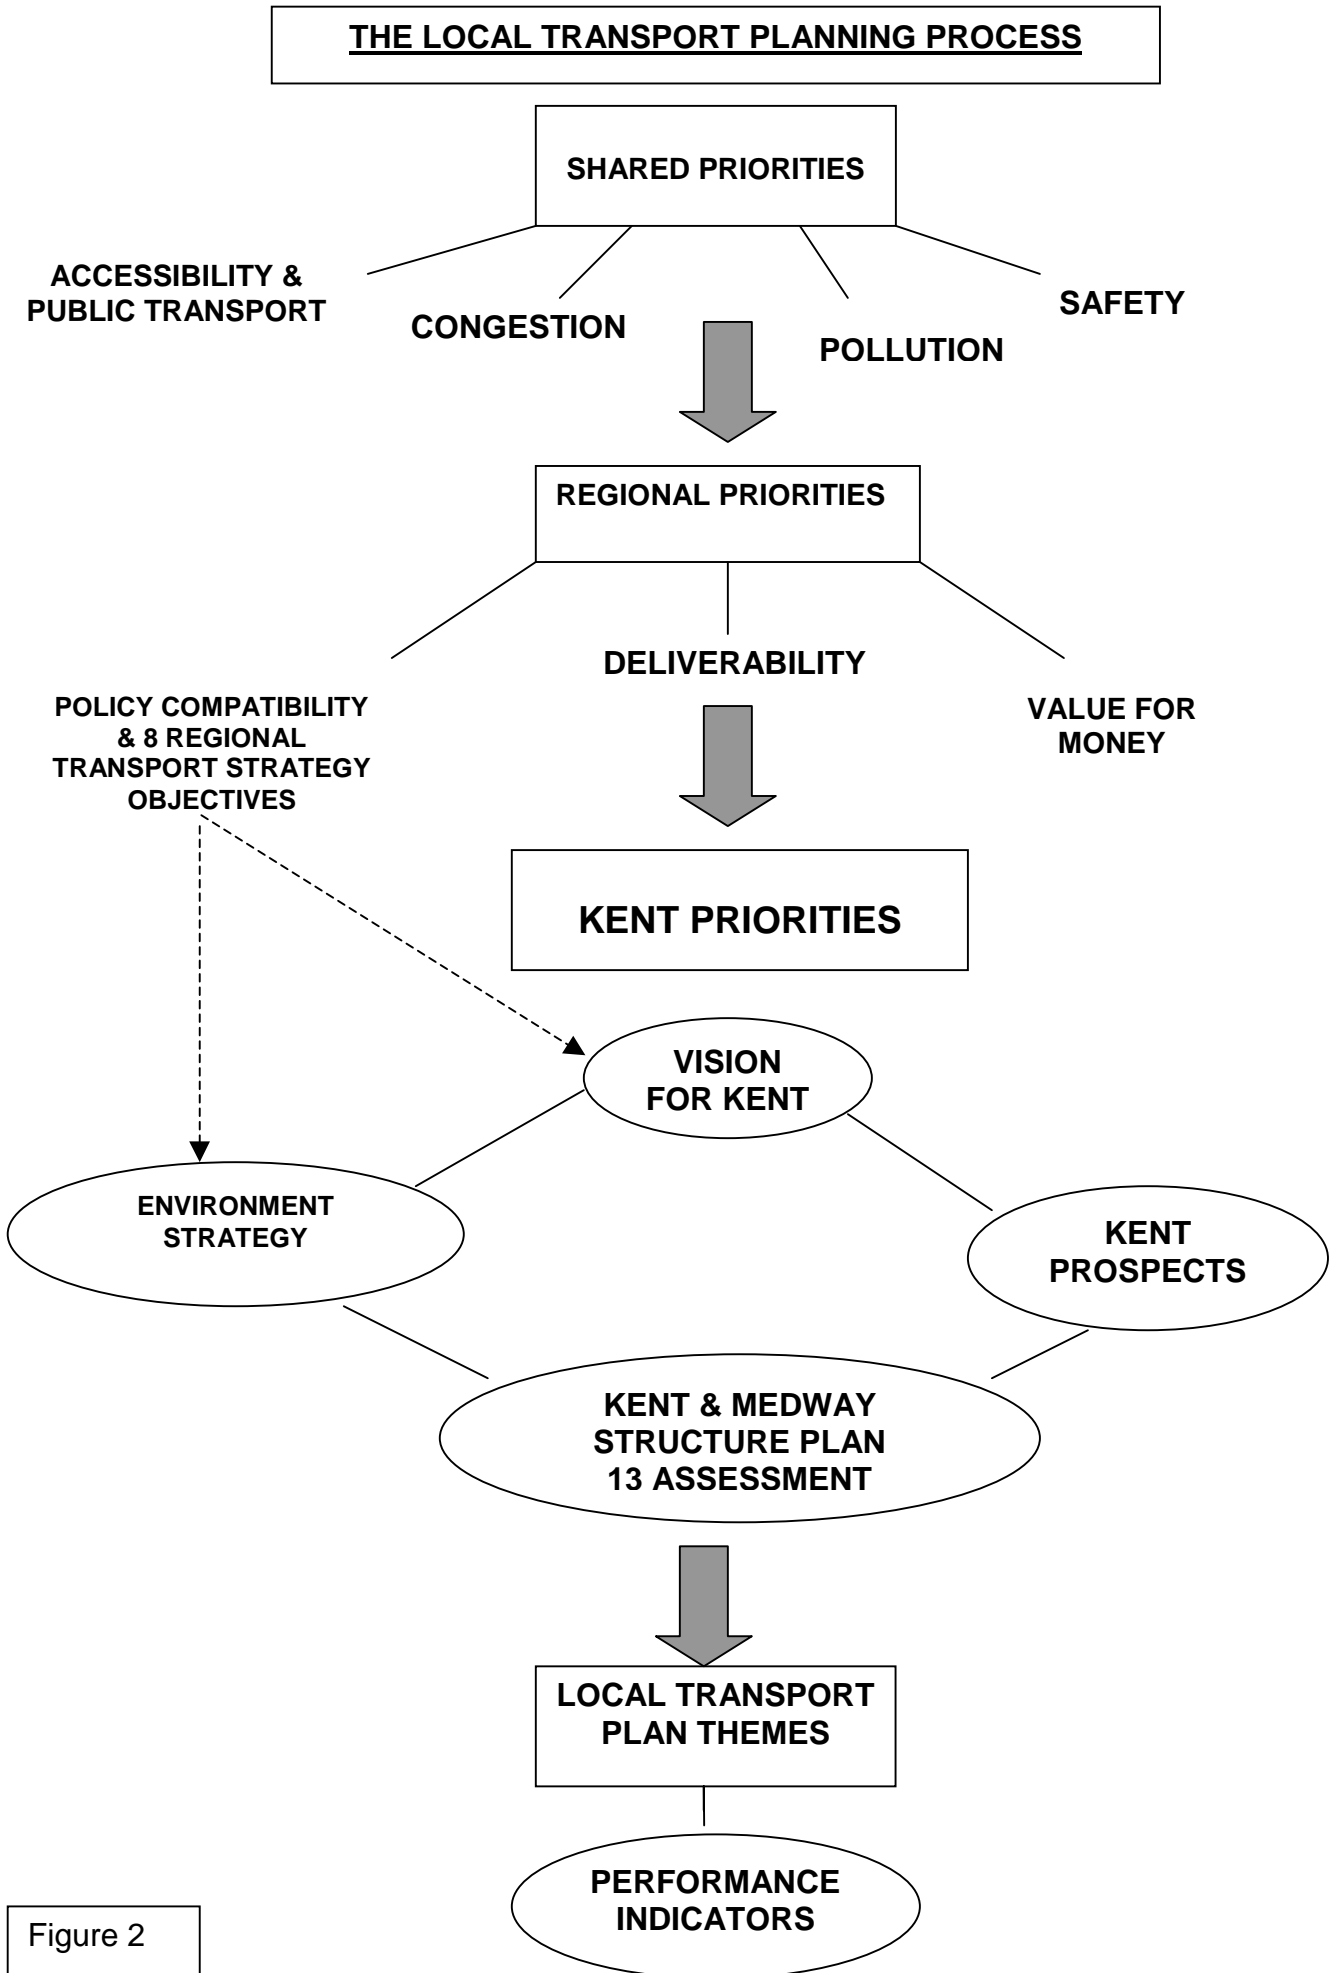 THE LOCAL TRANSPORT PLANNING PROCESS
SHARED PRIORITIES
ACCESSIBILITY &
PUBLIC TRANSPORT
CONGESTION
POLLUTION
SAFETY
REGIONAL PRIORITIES
POLICY COMPATIBILITY
& 8 REGIONAL
TRANSPORT STRATEGY
OBJECTIVES
DELIVERABILITY
VALUE FOR
MONEY
KENT PRIORITIES
VISION
FOR KENT
ENVIRONMENT
STRATEGY
KENT
PROSPECTS
KENT & MEDWAY
STRUCTURE PLAN
13 ASSESSMENT
LOCAL TRANSPORT
PLAN THEMES
PERFORMANCE
INDICATORS
Figure 2